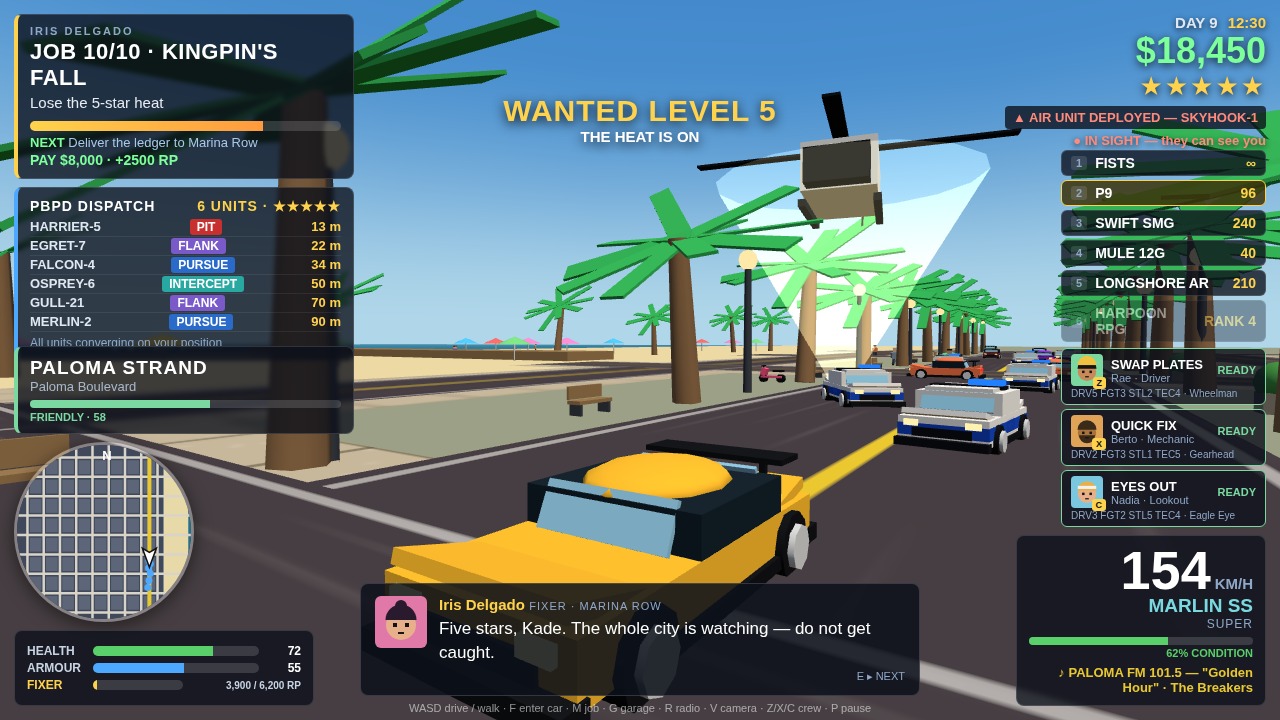 IRIS DELGADO
JOB 10/10 · KINGPIN'S
FALL
Lose the 5-star heat
NEXT Deliver the ledger to Marina Row
PAY $8,000 · +2500 RP
PBPD DISPATCH 6 UNITS · ★★★★★
HARRIER-5 PIT 13 m
EGRET-7 FLANK 22 m
FALCON-4 PURSUE 34 m
OSPREY-6 INTERCEPT 50 m
GULL-21 FLANK 70 m
MERLIN-2 PURSUE 90 m
All units converging on your position
PALOMA STRAND
Paloma Boulevard
FRIENDLY · 58
N
HEALTH 72
ARMOUR 55
FIXER 3,900 / 6,200 RP
WANTED LEVEL 5
THE HEAT IS ON
DAY 9 12:30
$18,450
★★★★★
▲ AIR UNIT DEPLOYED — SKYHOOK-1
● IN SIGHT — they can see you
1 FISTS ∞
2 P9 96
3 SWIFT SMG 240
4 MULE 12G 40
5 LONGSHORE AR 210
HARPOON
RPG RANK 4
SWAP PLATES READY
Z Rae · Driver
DRV5 FGT3 STL2 TEC4 · Wheelman
QUICK FIX READY
X Berto · Mechanic
DRV2 FGT3 STL1 TEC5 · Gearhead
EYES OUT READY
C Nadia · Lookout
DRV3 FGT2 STL5 TEC4 · Eagle Eye
154 KM/H
MARLIN SS
SUPER
62% CONDITION
♪ PALOMA FM 101.5 — "Golden
Hour" · The Breakers
Iris Delgado FIXER · MARINA ROW
Five stars, Kade. The whole city is watching — do not get
caught.
E ▸ NEXT
WASD drive / walk · F enter car · M job · G garage · R radio · V camera · Z/X/C crew · P pause